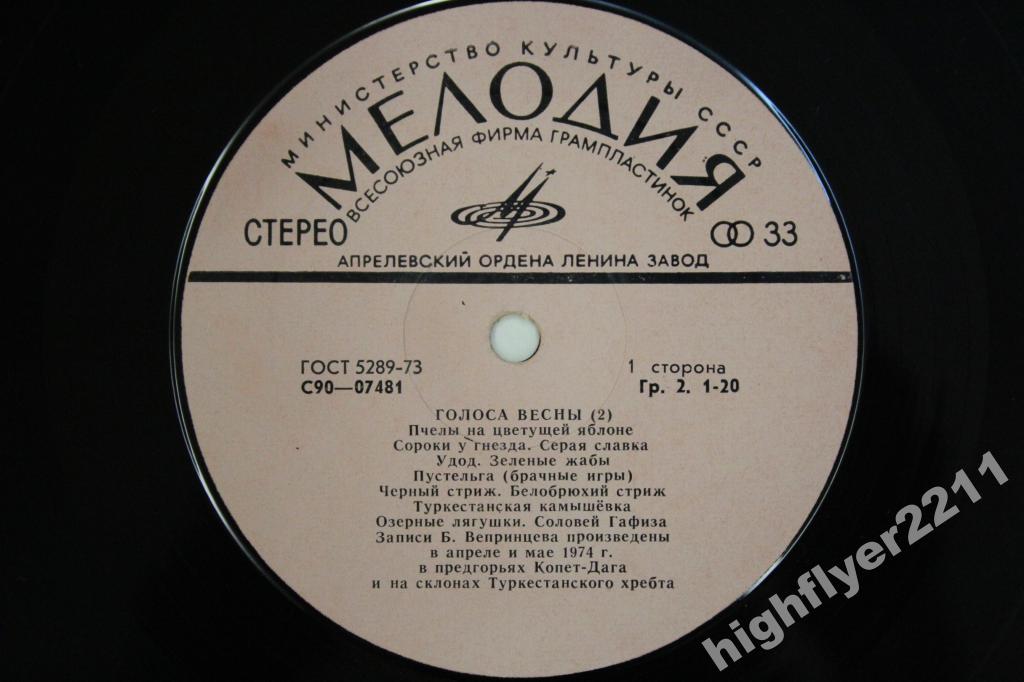 МИНИСТЕРСТВО КУЛЬТУРЫ СССР
МЕЛОДИЯ
ВСЕСОЮЗНАЯ ФИРМА ГРАМПЛАСТИНОК
СТЕРЕО
33
АПРЕЛЕВСКИЙ ОРДЕНА ЛЕНИНА ЗАВОД
ГОСТ 5289-73
1 сторона
С90—07481
Гр. 2. 1-20
ГОЛОСА ВЕСНЫ (2)
Пчелы на цветущей яблоне
Сороки у гнезда. Серая славка
Удод. Зеленые жабы
Пустельга (брачные игры)
Черный стриж. Белобрюхий стриж
Туркестанская камышёвка
Озерные лягушки. Соловей Гафиза
Записи Б. Вепринцева произведены
в апреле и мае 1974 г.
в предгорьях Копет-Дага
и на склонах Туркестанского хребта
highflyer2211